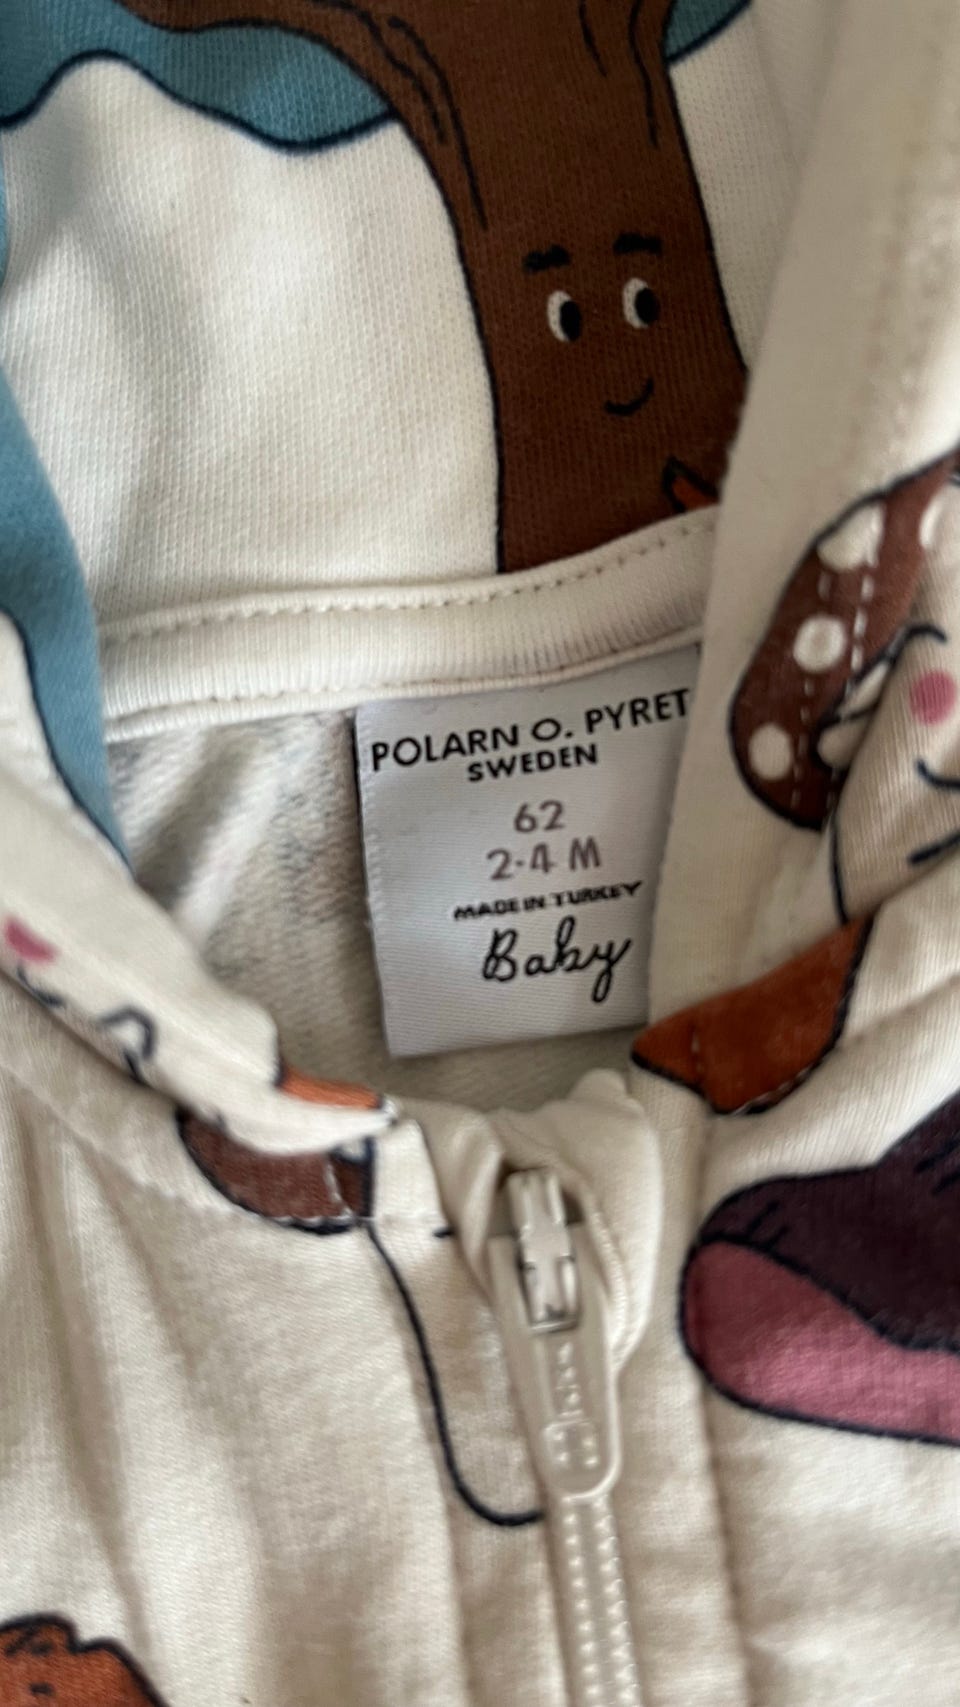 POLARN O. PYRET
SWEDEN
62
2-4 M
MADE IN TURKEY
Baby